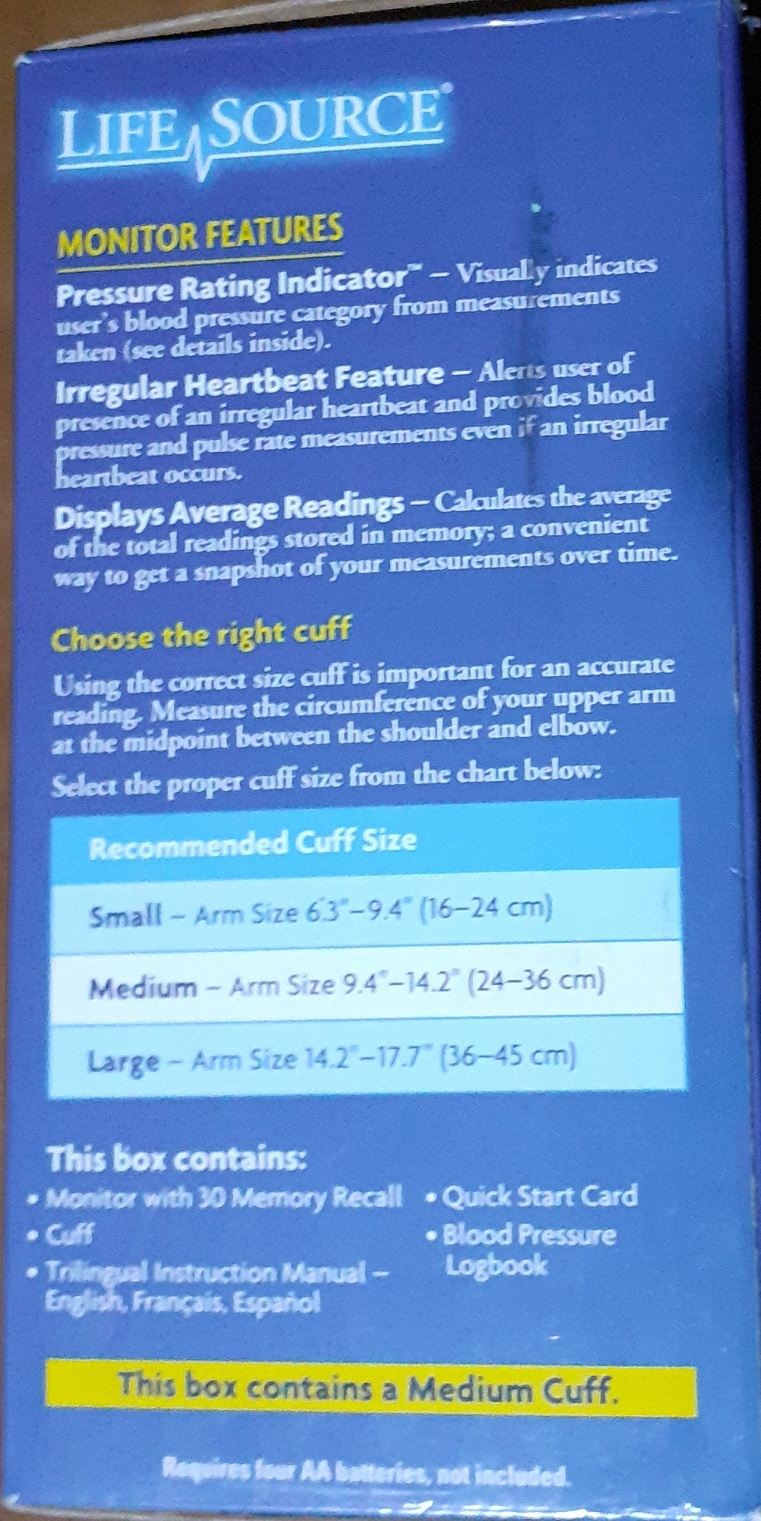 LIFESOURCE®
MONITOR FEATURES
Pressure Rating Indicator™ – Visually indicates
user's blood pressure category from measurements
taken (see details inside).
Irregular Heartbeat Feature – Alerts user of
presence of an irregular heartbeat and provides blood
pressure and pulse rate measurements even if an irregular
heartbeat occurs.
Displays Average Readings – Calculates the average
of the total readings stored in memory; a convenient
way to get a snapshot of your measurements over time.
Choose the right cuff
Using the correct size cuff is important for an accurate
reading. Measure the circumference of your upper arm
at the midpoint between the shoulder and elbow.
Select the proper cuff size from the chart below:
Recommended Cuff Size
Small – Arm Size 6.3"–9.4" (16–24 cm)
Medium – Arm Size 9.4"–14.2" (24–36 cm)
Large – Arm Size 14.2"–17.7" (36–45 cm)
This box contains:
• Monitor with 30 Memory Recall
• Cuff
• Trilingual Instruction Manual –
English, Français, Español
• Quick Start Card
• Blood Pressure
Logbook
This box contains a Medium Cuff.
Requires four AA batteries, not included.